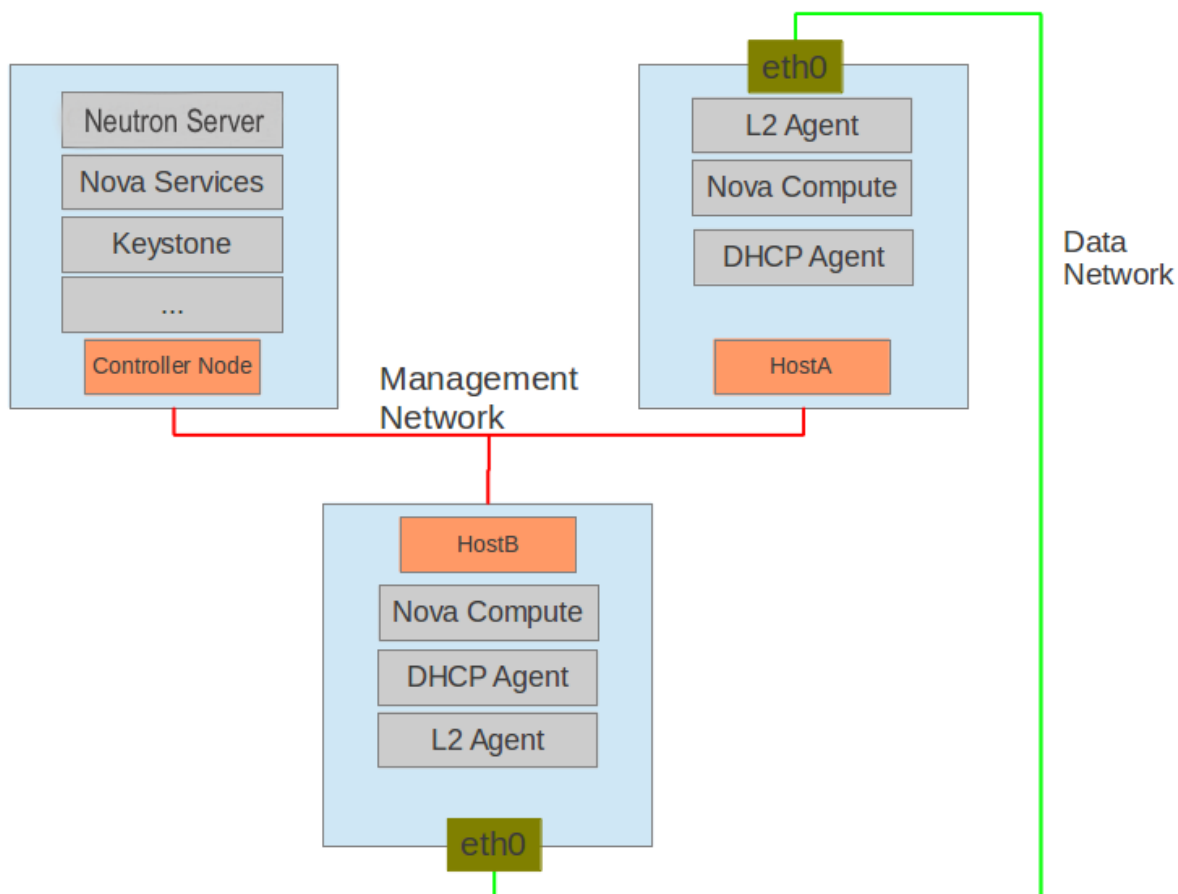 eth0
Neutron Server
Nova Services
Keystone
...
Controller Node
L2 Agent
Nova Compute
DHCP Agent
HostA
Data
Network
Management
Network
HostB
Nova Compute
DHCP Agent
L2 Agent
eth0